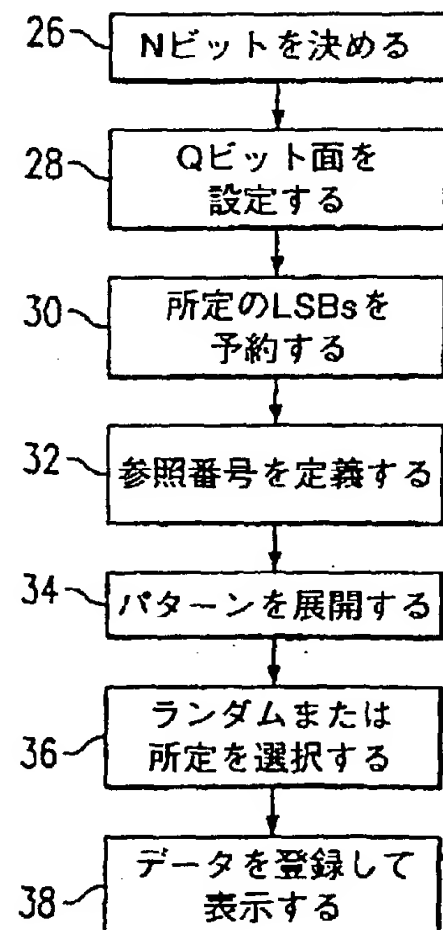 26
Nビットを決める
28
Qビット面を
設定する
30
所定のLSBsを
予約する
32
参照番号を定義する
34
パターンを展開する
36
ランダムまたは
所定を選択する
38
データを登録して
表示する